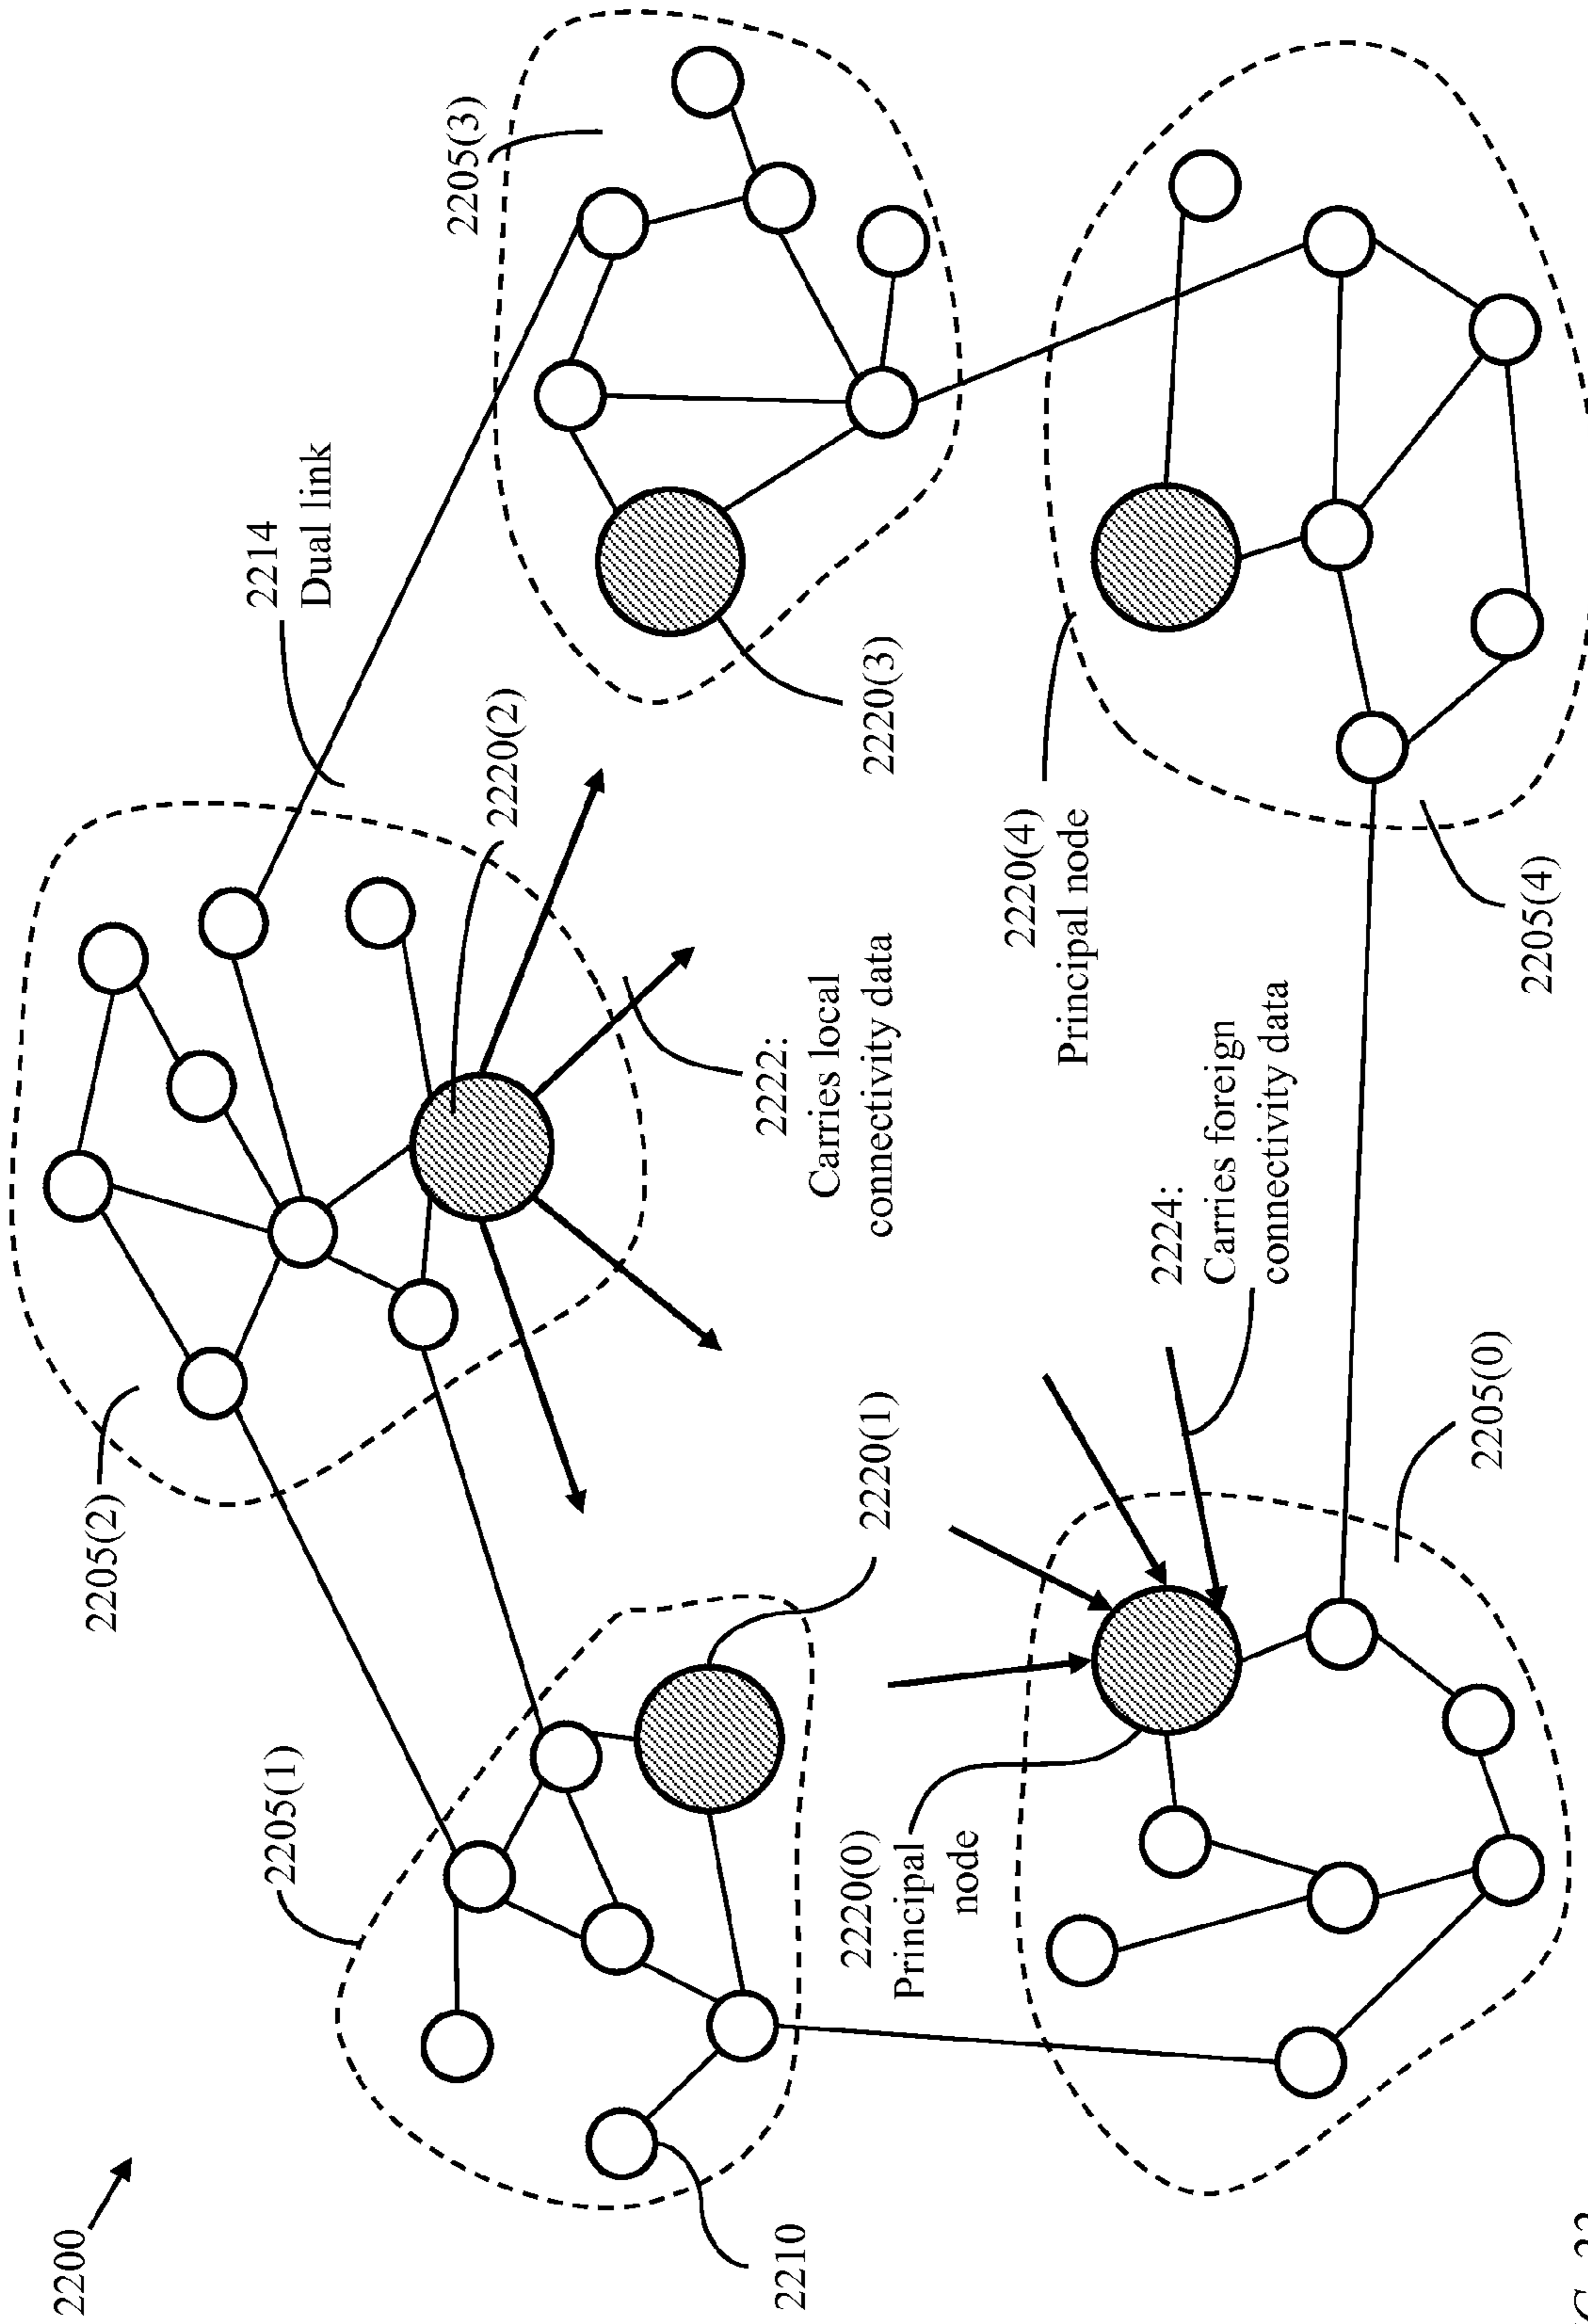 2200
2205(2)
2214
Dual link
2205(1)
2205(3)
2220(2)
2222:
Carries local
connectivity data
2210
2220(1)
2220(3)
2220(0)
Principal
node
2220(4)
Principal node
2224:
Carries foreign
connectivity data
2205(0)
2205(4)